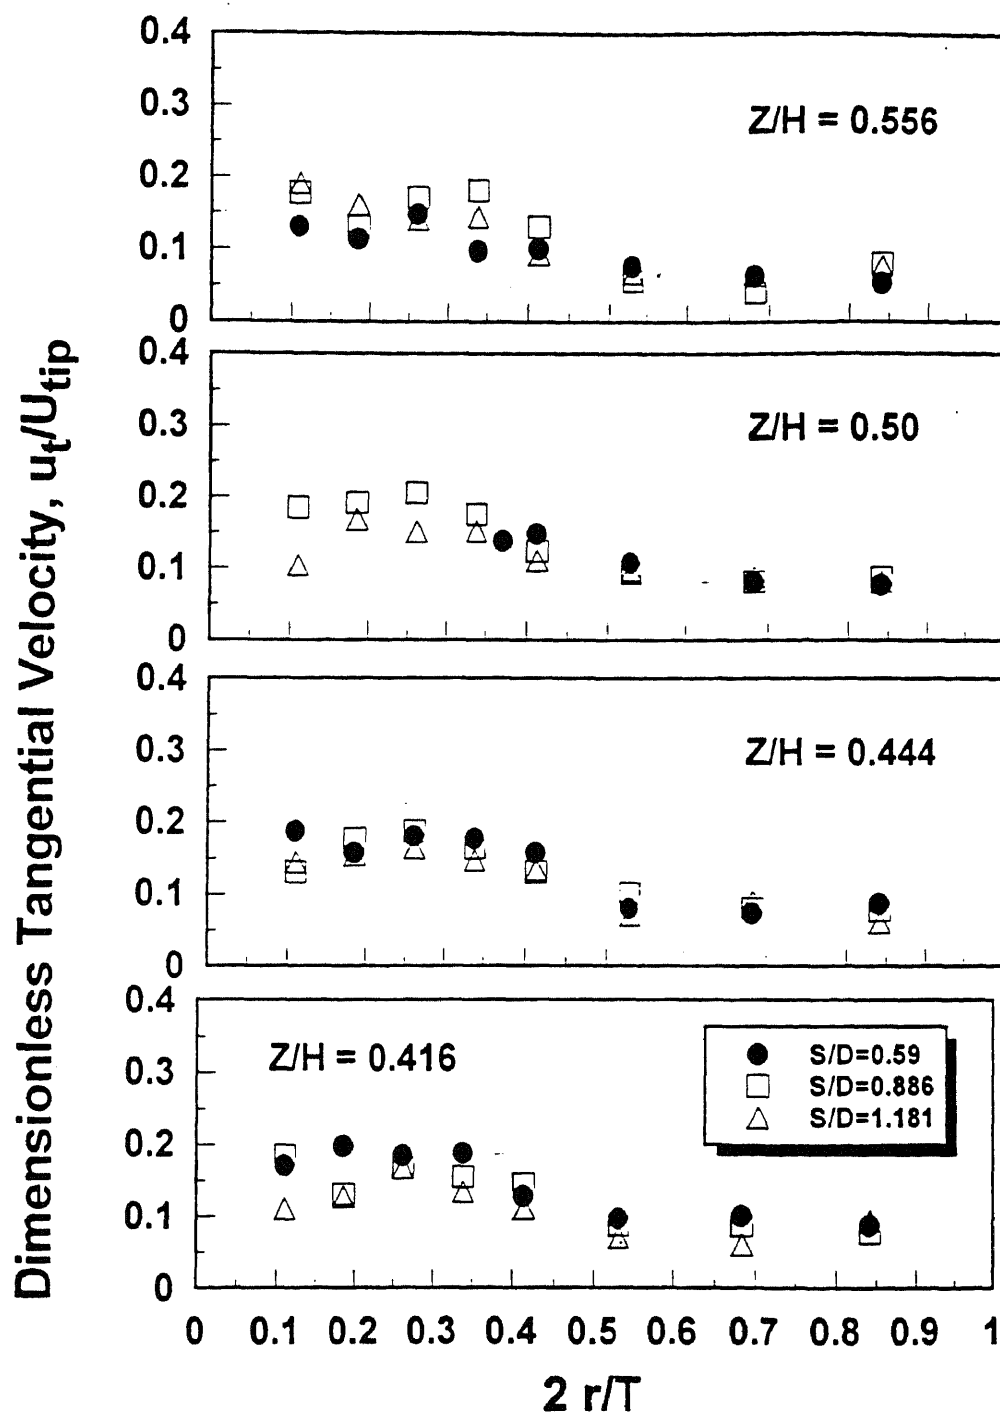 0.4
0.3
Z/H = 0.556
0.2
0.1
0
0.4
0.3
Z/H = 0.50
0.2
0.1
0
0.4
0.3
Z/H = 0.444
0.2
0.1
0
0.4
Z/H = 0.416
0.3
0.2
0.1
0
S/D=0.59
S/D=0.886
S/D=1.181
0 0.1 0.2 0.3 0.4 0.5 0.6 0.7 0.8 0.9 1
2 r/T
Dimensionless Tangential Velocity, ut/Utip